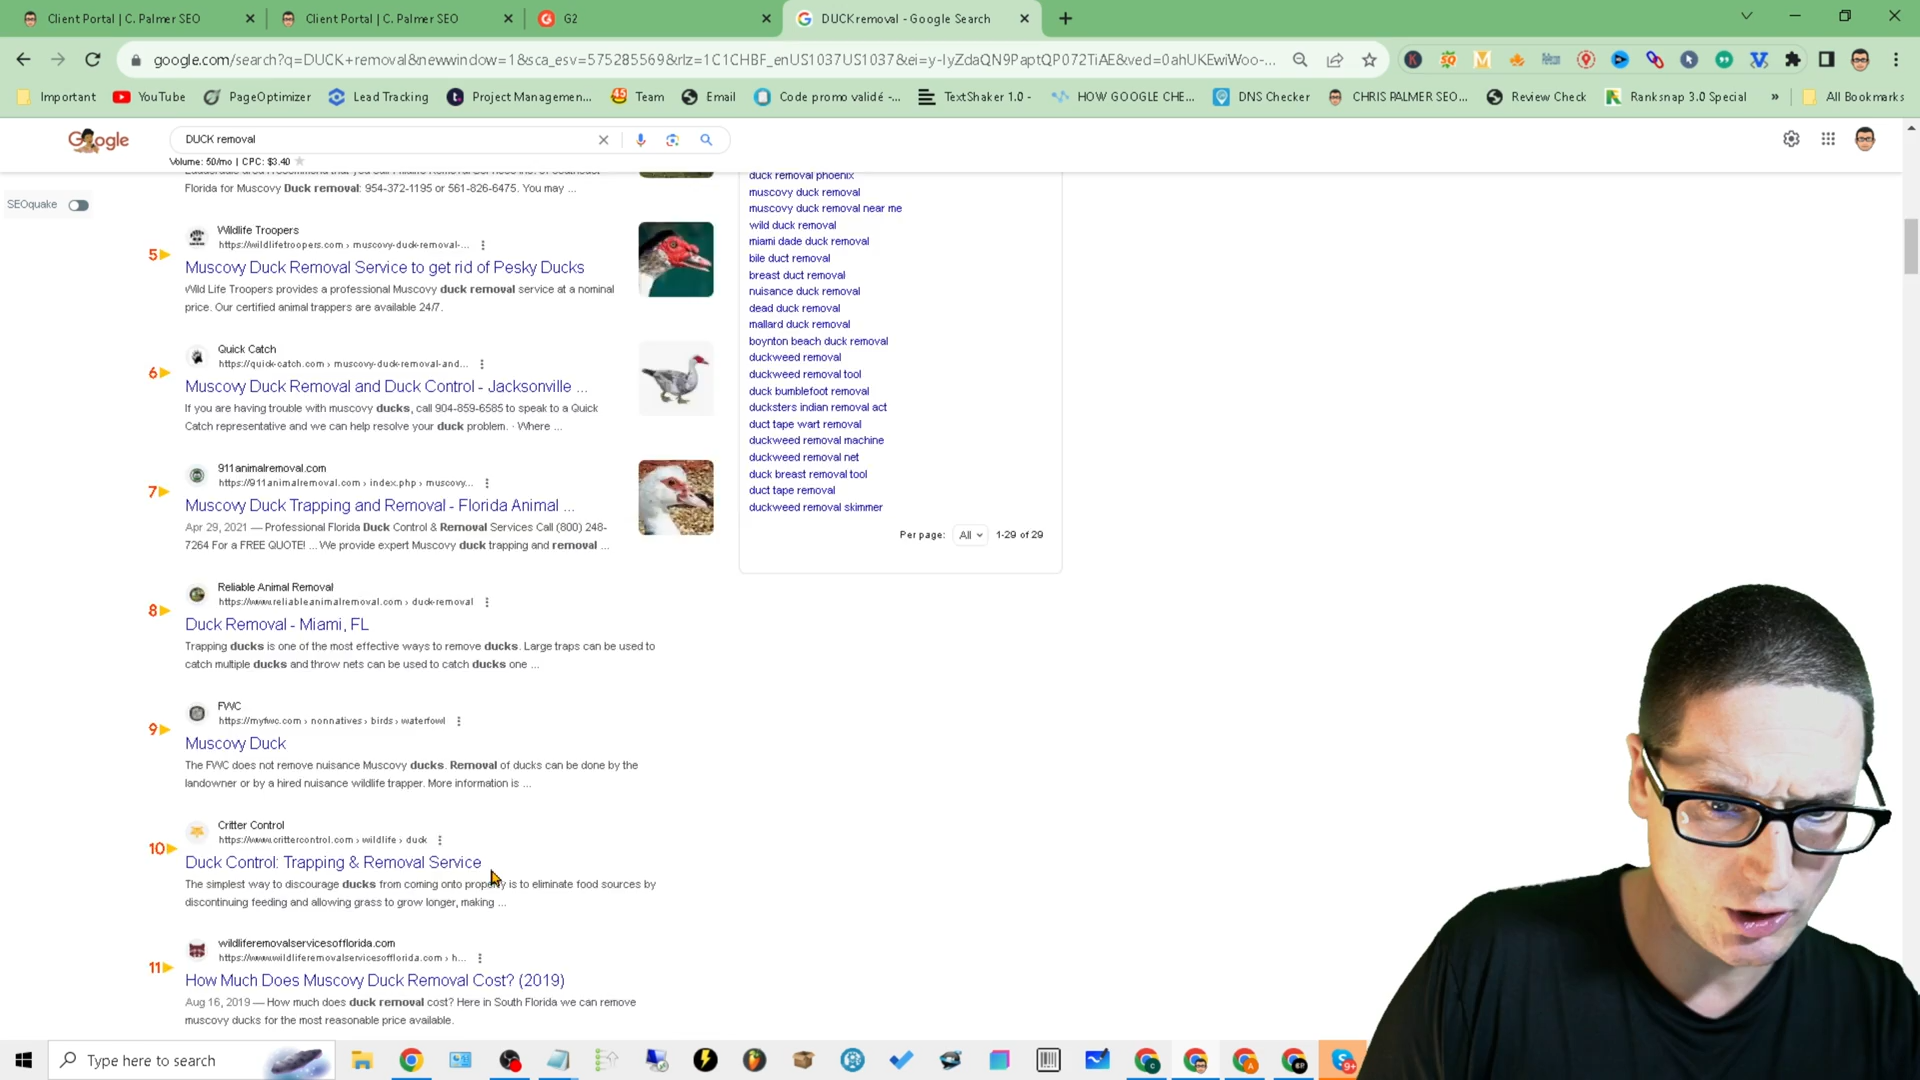 Client Portal | C. Palmer SEO
Client Portal | C. Palmer SEO
G2
DUCK removal - Google Search
google.com/search?q=DUCK+removal&newwindow=1&sca_esv=575285569&rlz=1C1CHBF_enUS1037US1037&ei=y-IyZdaQN9PaptQP072TiAE&ved=0ahUKEwiWoo-...
Important
YouTube
PageOptimizer
Lead Tracking
Project Managemen...
Team
Email
Code promo validé -...
TextShaker 1.0 -
HOW GOOGLE CHE...
DNS Checker
CHRIS PALMER SEO...
Review Check
Ranksnap 3.0 Special
»
All Bookmarks
DUCK removal
Volume: 50/mo | CPC: $3.40
SEOquake
Florida for Muscovy Duck removal: 954-372-1195 or 561-826-6475. You may ...
5
Wildlife Troopers
https://wildlifetroopers.com › muscovy-duck-removal-...
Muscovy Duck Removal Service to get rid of Pesky Ducks
Wild Life Troopers provides a professional Muscovy duck removal service at a nominal
price. Our certified animal trappers are available 24/7.
6
Quick Catch
https://quick-catch.com › muscovy-duck-removal-and...
Muscovy Duck Removal and Duck Control - Jacksonville ...
If you are having trouble with muscovy ducks, call 904-859-6585 to speak to a Quick
Catch representative and we can help resolve your duck problem. · Where ...
7
911animalremoval.com
https://911animalremoval.com › index.php › muscovy...
Muscovy Duck Trapping and Removal - Florida Animal ...
Apr 29, 2021 — Professional Florida Duck Control & Removal Services Call (800) 248-
7264 For a FREE QUOTE! ... We provide expert Muscovy duck trapping and removal ...
8
Reliable Animal Removal
https://www.reliableanimalremoval.com › duck-removal
Duck Removal - Miami, FL
Trapping ducks is one of the most effective ways to remove ducks. Large traps can be used to
catch multiple ducks and throw nets can be used to catch ducks one ...
9
FWC
https://myfwc.com › nonnatives › birds › waterfowl
Muscovy Duck
The FWC does not remove nuisance Muscovy ducks. Removal of ducks can be done by the
landowner or by a hired nuisance wildlife trapper. More information is ...
10
Critter Control
https://www.crittercontrol.com › wildlife › duck
Duck Control: Trapping & Removal Service
The simplest way to discourage ducks from coming onto property is to eliminate food sources by
discontinuing feeding and allowing grass to grow longer, making ...
11
wildliferemovalservicesofflorida.com
https://www.wildliferemovalservicesofflorida.com › h...
How Much Does Muscovy Duck Removal Cost? (2019)
Aug 16, 2019 — How much does duck removal cost? Here in South Florida we can remove
muscovy ducks for the most reasonable price available.
duck removal phoenix
muscovy duck removal
muscovy duck removal near me
wild duck removal
miami dade duck removal
bile duct removal
breast duct removal
nuisance duck removal
dead duck removal
mallard duck removal
boynton beach duck removal
duckweed removal
duckweed removal tool
duck bumblefoot removal
ducksters indian removal act
duct tape wart removal
duckweed removal machine
duckweed removal net
duck breast removal tool
duct tape removal
duckweed removal skimmer
Per page: All 1-29 of 29
Type here to search